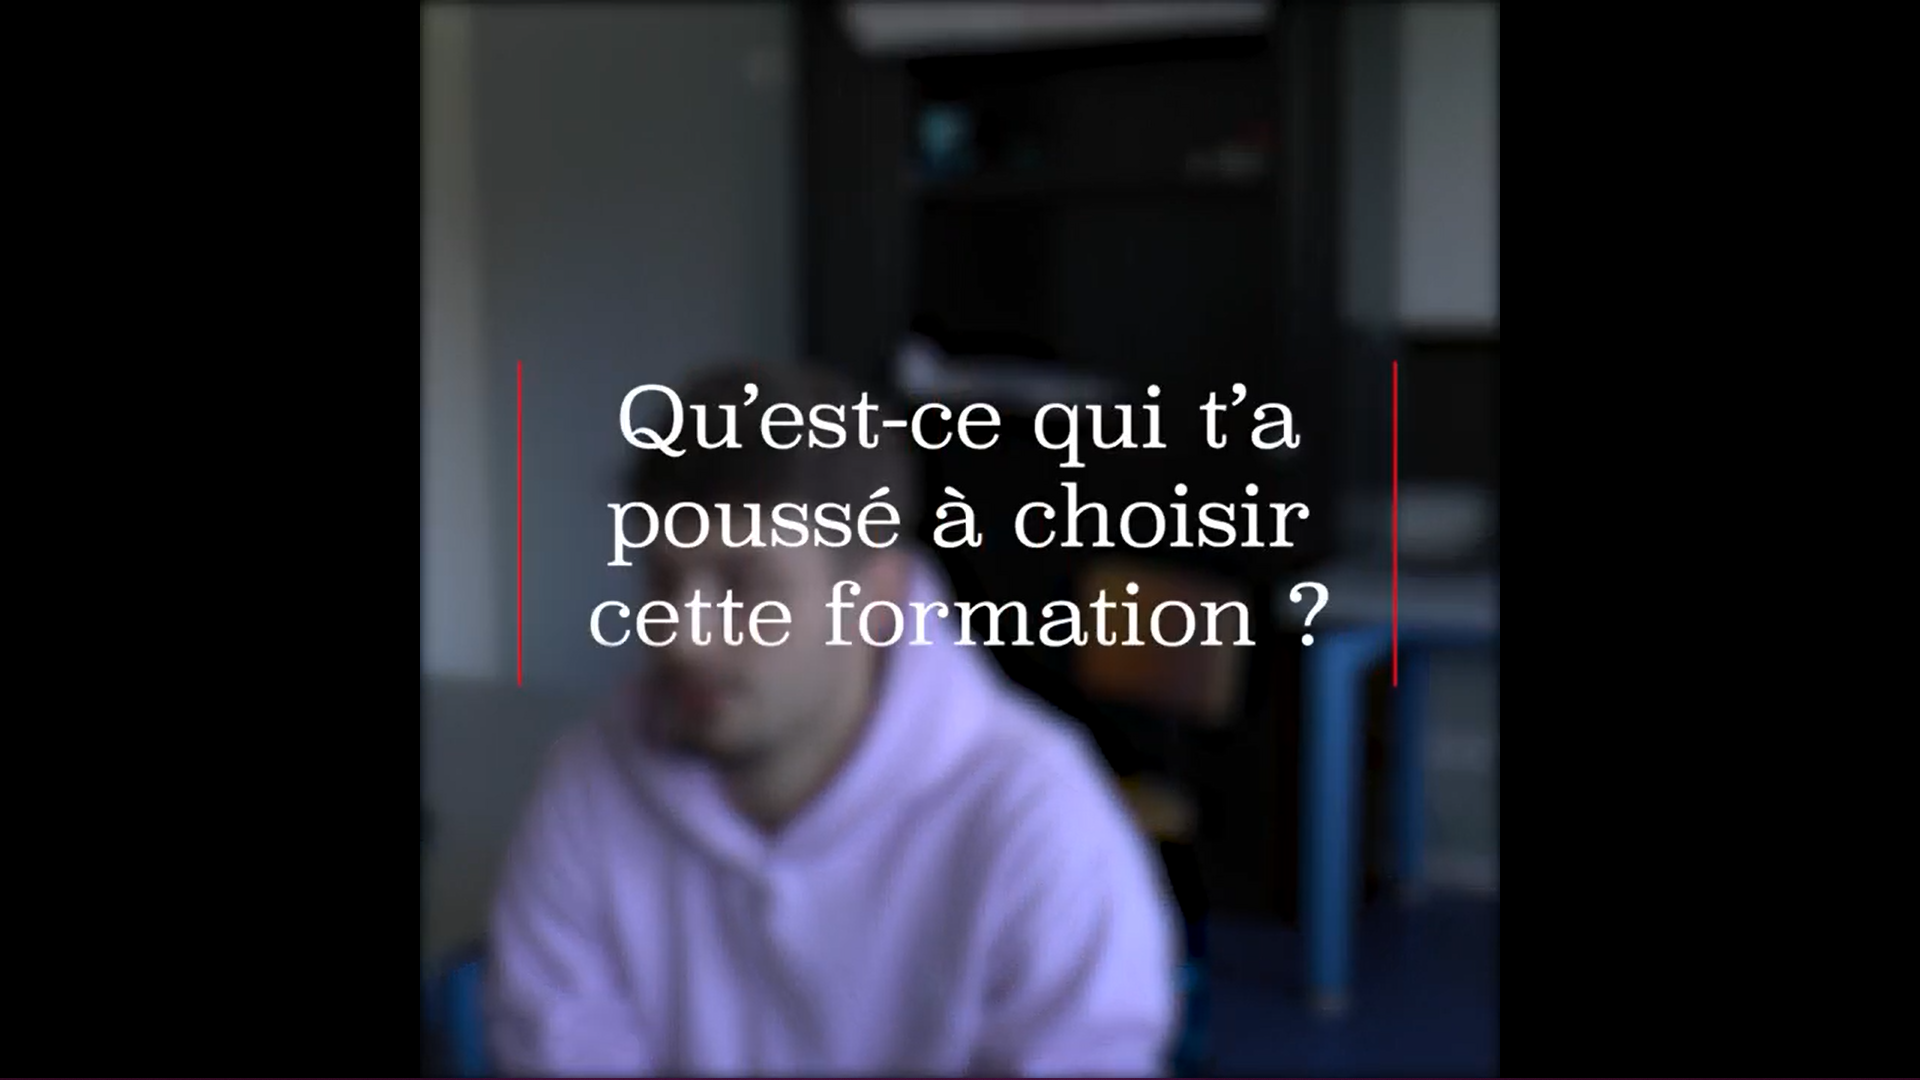 Qu’est-ce qui t’a
poussé à choisir
cette formation ?